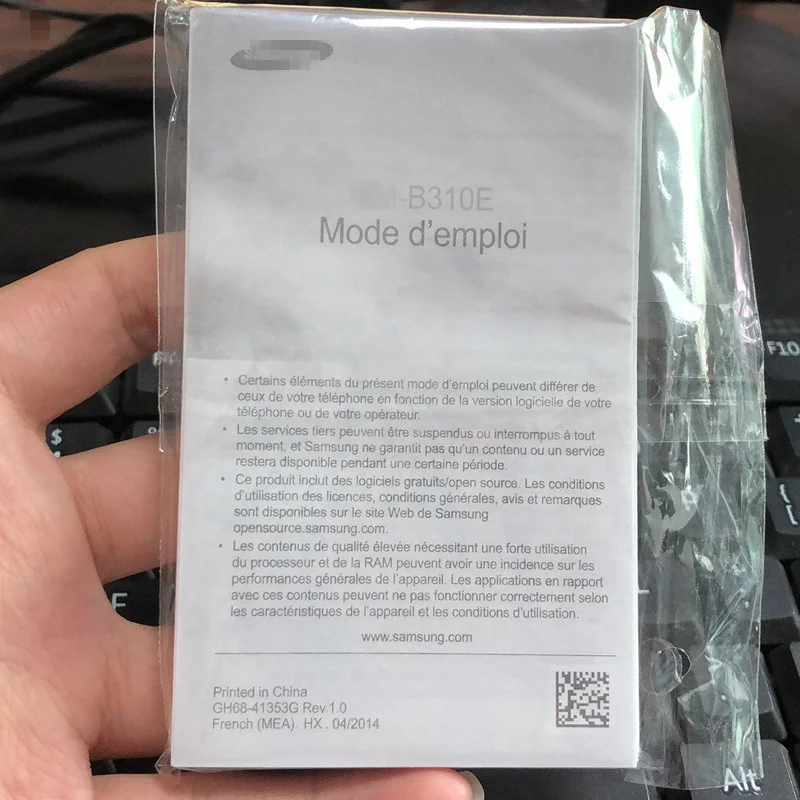 -B310E
Mode d'emploi
• Certains éléments du présent mode d'emploi peuvent différer de
ceux de votre téléphone en fonction de la version logicielle de votre
téléphone ou de votre opérateur.
• Les services tiers peuvent être suspendus ou interrompus à tout
moment, et Samsung ne garantit pas qu'un contenu ou un service
restera disponible pendant une certaine période.
• Ce produit inclut des logiciels gratuits/open source. Les conditions
d'utilisation des licences, conditions générales, avis et remarques
sont disponibles sur le site Web de Samsung
opensource.samsung.com.
• Les contenus de qualité élevée nécessitant une forte utilisation
du processeur et de la RAM peuvent avoir une incidence sur les
performances générales de l'appareil. Les applications en rapport
avec ces contenus peuvent ne pas fonctionner correctement selon
les caractéristiques de l'appareil et les conditions d'utilisation.
www.samsung.com
Printed in China
GH68-41353G Rev.1.0
French (MEA). HX . 04/2014
F10
$
F
Alt